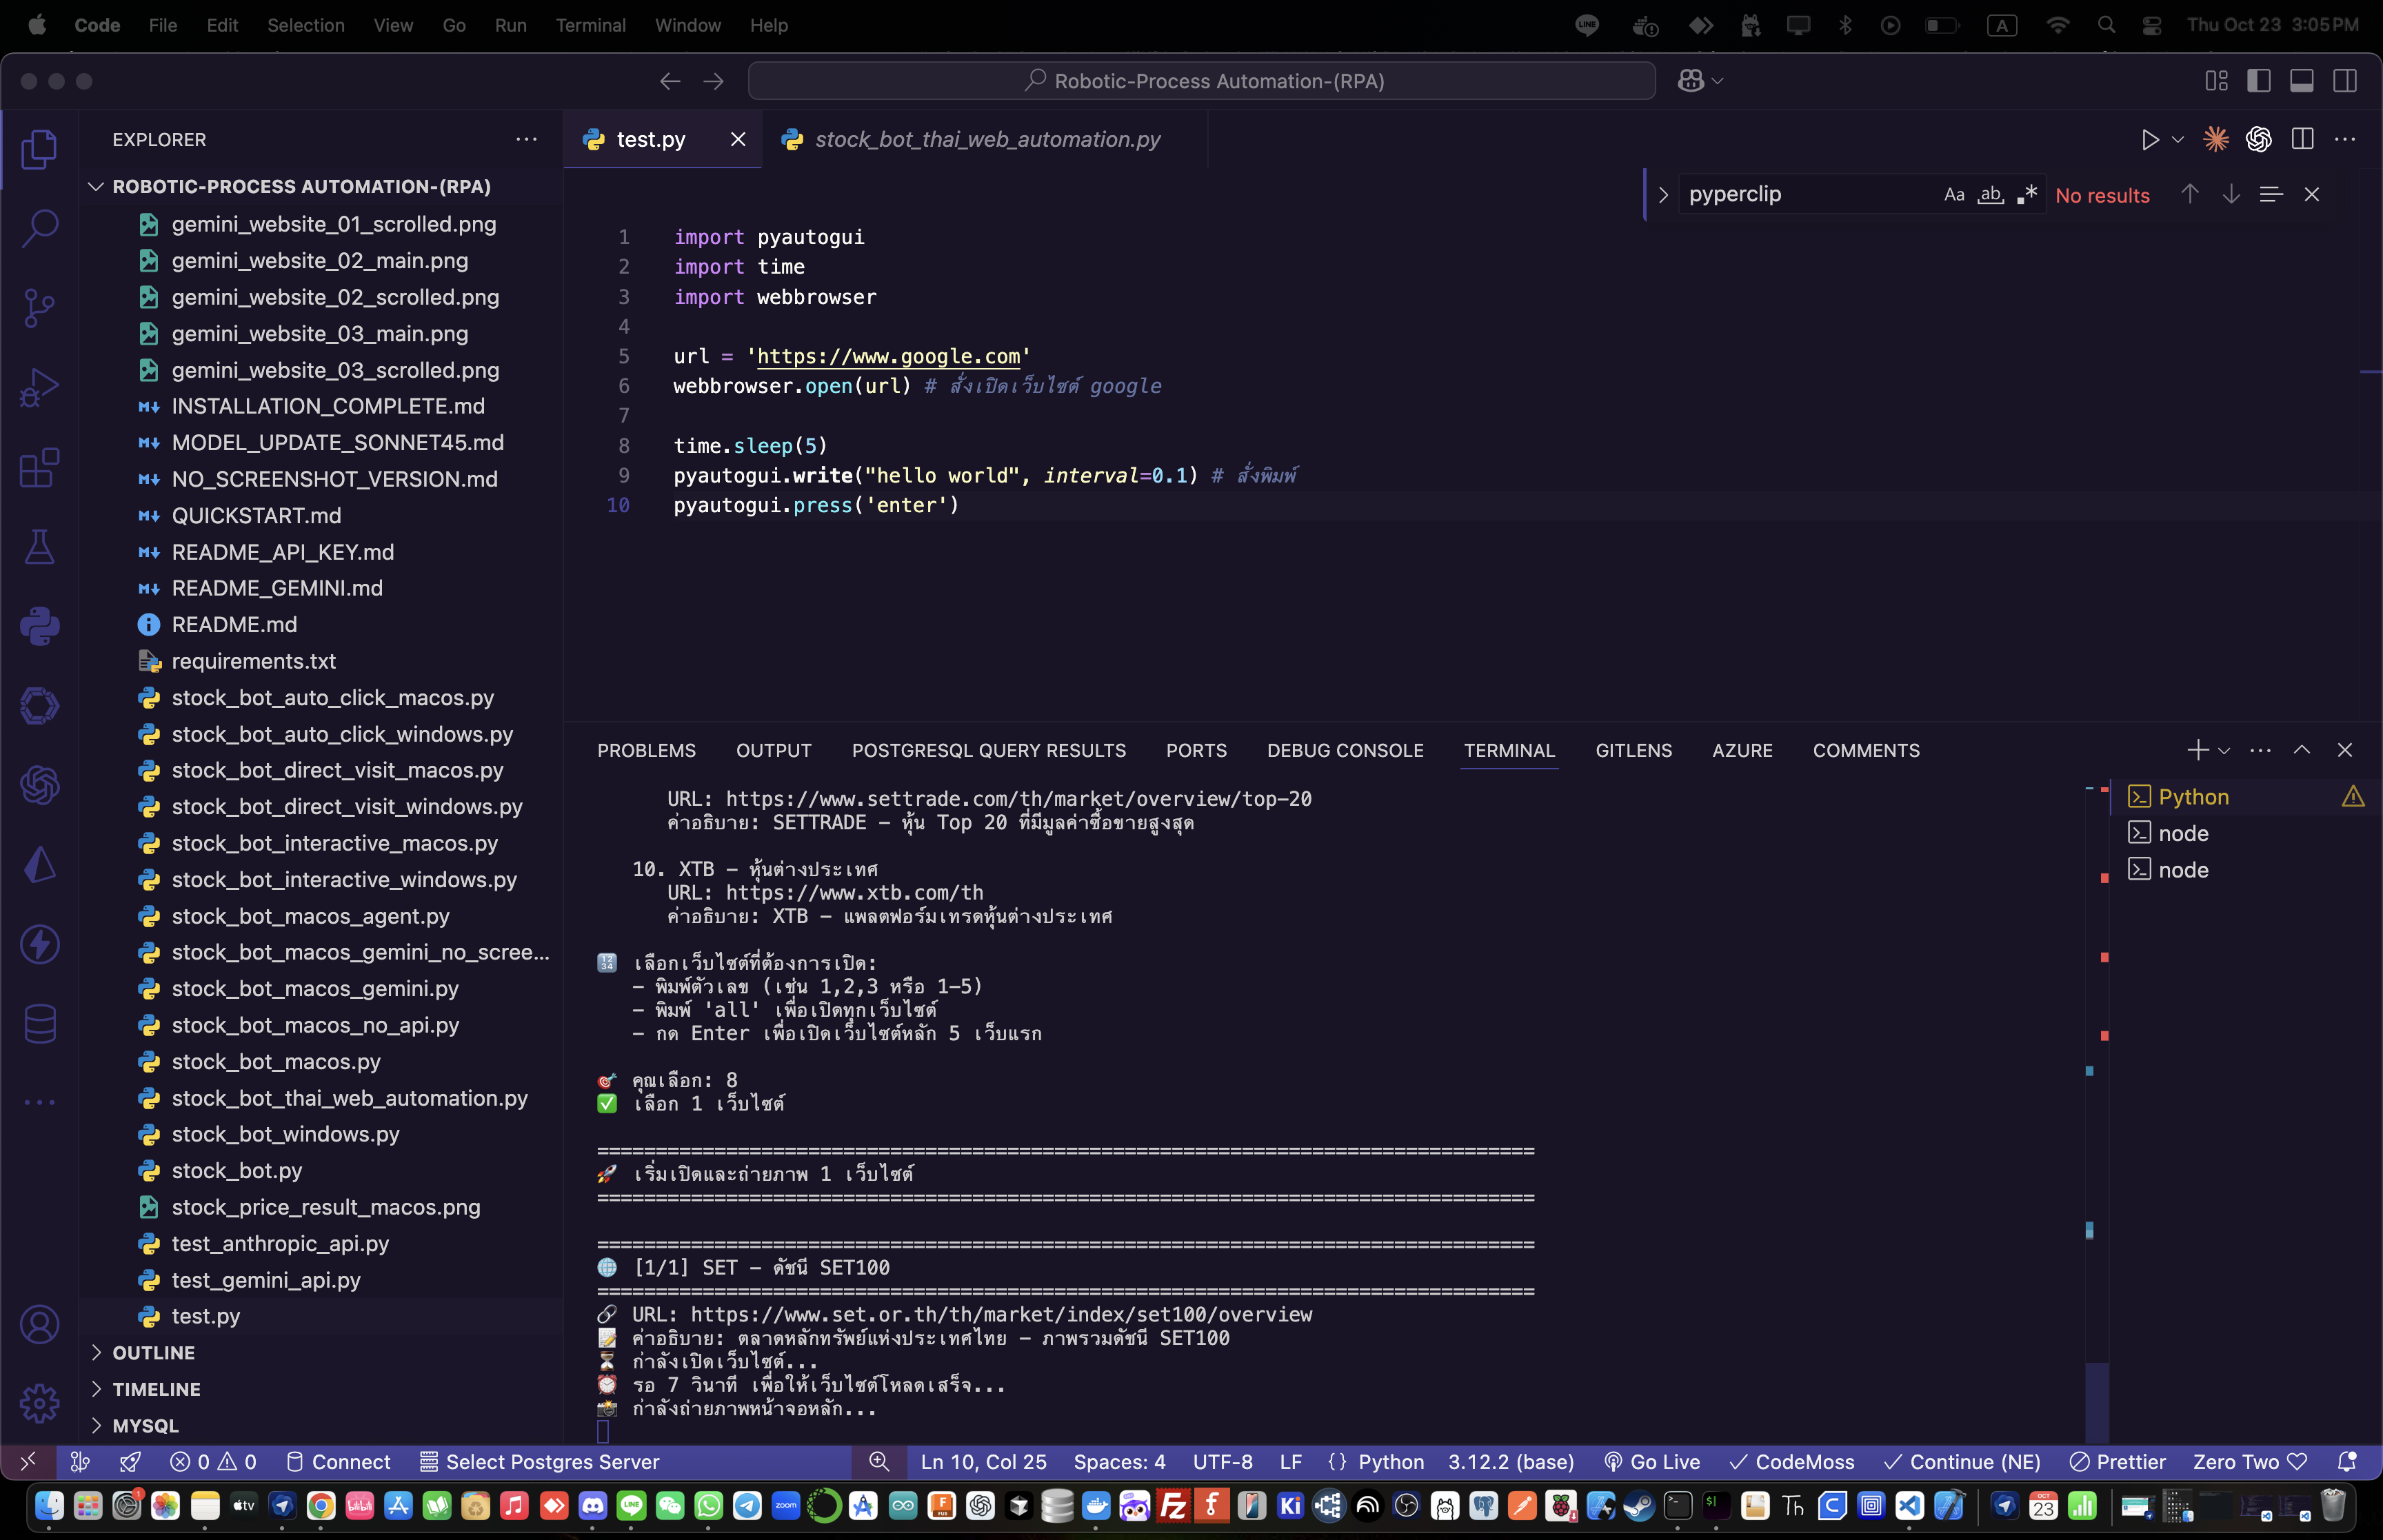 Code File Edit Selection View Go Run Terminal Window Help
A
Thu Oct 23 3:05 PM
Robotic-Process Automation-(RPA)
EXPLORER
test.py
stock_bot_thai_web_automation.py
ROBOTIC-PROCESS AUTOMATION-(RPA)
gemini_website_01_scrolled.png
gemini_website_02_main.png
gemini_website_02_scrolled.png
gemini_website_03_main.png
gemini_website_03_scrolled.png
INSTALLATION_COMPLETE.md
MODEL_UPDATE_SONNET45.md
NO_SCREENSHOT_VERSION.md
QUICKSTART.md
README_API_KEY.md
README_GEMINI.md
README.md
requirements.txt
stock_bot_auto_click_macos.py
stock_bot_auto_click_windows.py
stock_bot_direct_visit_macos.py
stock_bot_direct_visit_windows.py
stock_bot_interactive_macos.py
stock_bot_interactive_windows.py
stock_bot_macos_agent.py
stock_bot_macos_gemini_no_scree...
stock_bot_macos_gemini.py
stock_bot_macos_no_api.py
stock_bot_macos.py
stock_bot_thai_web_automation.py
stock_bot_windows.py
stock_bot.py
stock_price_result_macos.png
test_anthropic_api.py
test_gemini_api.py
test.py
OUTLINE
TIMELINE
MYSQL
pyperclip Aa ab No results
1 import pyautogui
2 import time
3 import webbrowser
4
5 url = 'https://www.google.com'
6 webbrowser.open(url) # สั่งเปิดเว็บไซต์ google
7
8 time.sleep(5)
9 pyautogui.write("hello world", interval=0.1) # สั่งพิมพ์
10 pyautogui.press('enter')
PROBLEMS OUTPUT POSTGRESQL QUERY RESULTS PORTS DEBUG CONSOLE TERMINAL GITLENS AZURE COMMENTS
URL: https://www.settrade.com/th/market/overview/top-20
คำอธิบาย: SETTRADE - หุ้น Top 20 ที่มีมูลค่าซื้อขายสูงสุด
10. XTB - หุ้นต่างประเทศ
URL: https://www.xtb.com/th
คำอธิบาย: XTB - แพลตฟอร์มเทรดหุ้นต่างประเทศ
เลือกเว็บไซต์ที่ต้องการเปิด:
- พิมพ์ตัวเลข (เช่น 1,2,3 หรือ 1-5)
- พิมพ์ 'all' เพื่อเปิดทุกเว็บไซต์
- กด Enter เพื่อเปิดเว็บไซต์หลัก 5 เว็บแรก
🎯 คุณเลือก: 8
✅ เลือก 1 เว็บไซต์
================================================================================
🚀 เริ่มเปิดและถ่ายภาพ 1 เว็บไซต์
================================================================================
================================================================================
🌐 [1/1] SET - ดัชนี SET100
================================================================================
🔗 URL: https://www.set.or.th/th/market/index/set100/overview
📝 คำอธิบาย: ตลาดหลักทรัพย์แห่งประเทศไทย - ภาพรวมดัชนี SET100
⏳ กำลังเปิดเว็บไซต์...
⏰ รอ 7 วินาที เพื่อให้เว็บไซต์โหลดเสร็จ...
📸 กำลังถ่ายภาพหน้าจอหลัก...
Python
node
node
0 0 Connect Select Postgres Server Ln 10, Col 25 Spaces: 4 UTF-8 LF {} Python 3.12.2 (base) Go Live CodeMoss Continue (NE) Prettier Zero Two